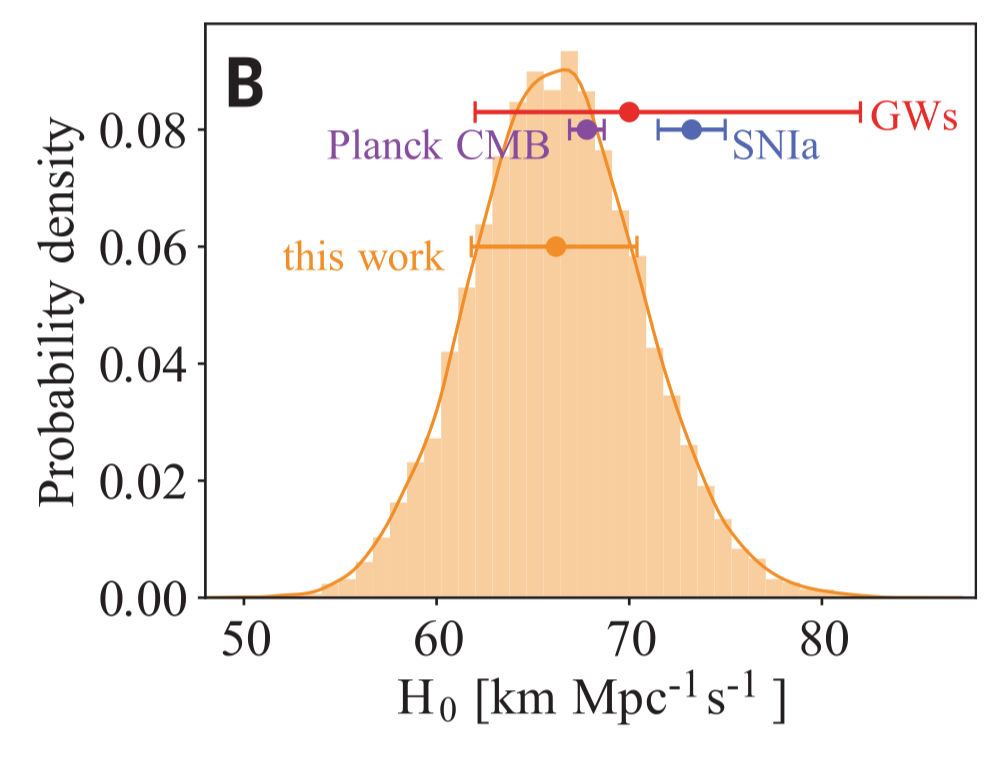 B
0.08
0.06
0.04
0.02
0.00
Probability density
GWs
Planck CMB
SNIa
this work
50 60 70 80
H₀ [km Mpc⁻¹ s⁻¹ ]